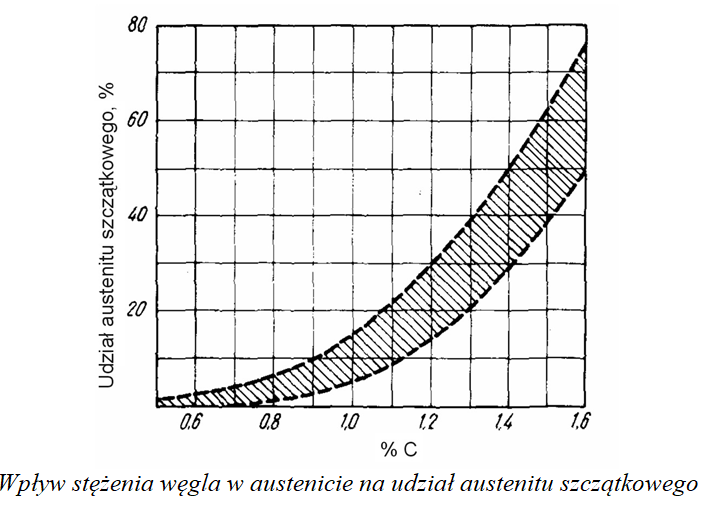 80
60
40
20
Udział austenitu szczątkowego, %
0.6 0.8 1,0 1,2 1,4 1,6
% C
Wpływ stężenia węgla w austenicie na udział austenitu szczątkowego